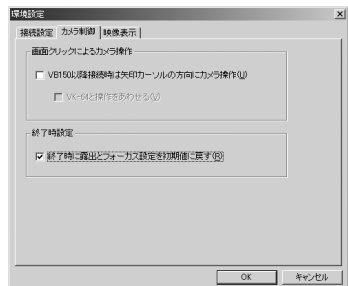 環境設定
接続設定 カメラ制御 映像表示
画面クリックによるカメラ操作
VB150以降接続時は矢印カーソルの方向にカメラ操作(U)
VK-64と操作をあわせる(V)
終了時設定
終了時に露出とフォーカス設定を初期値に戻す(R)
OK キャンセル